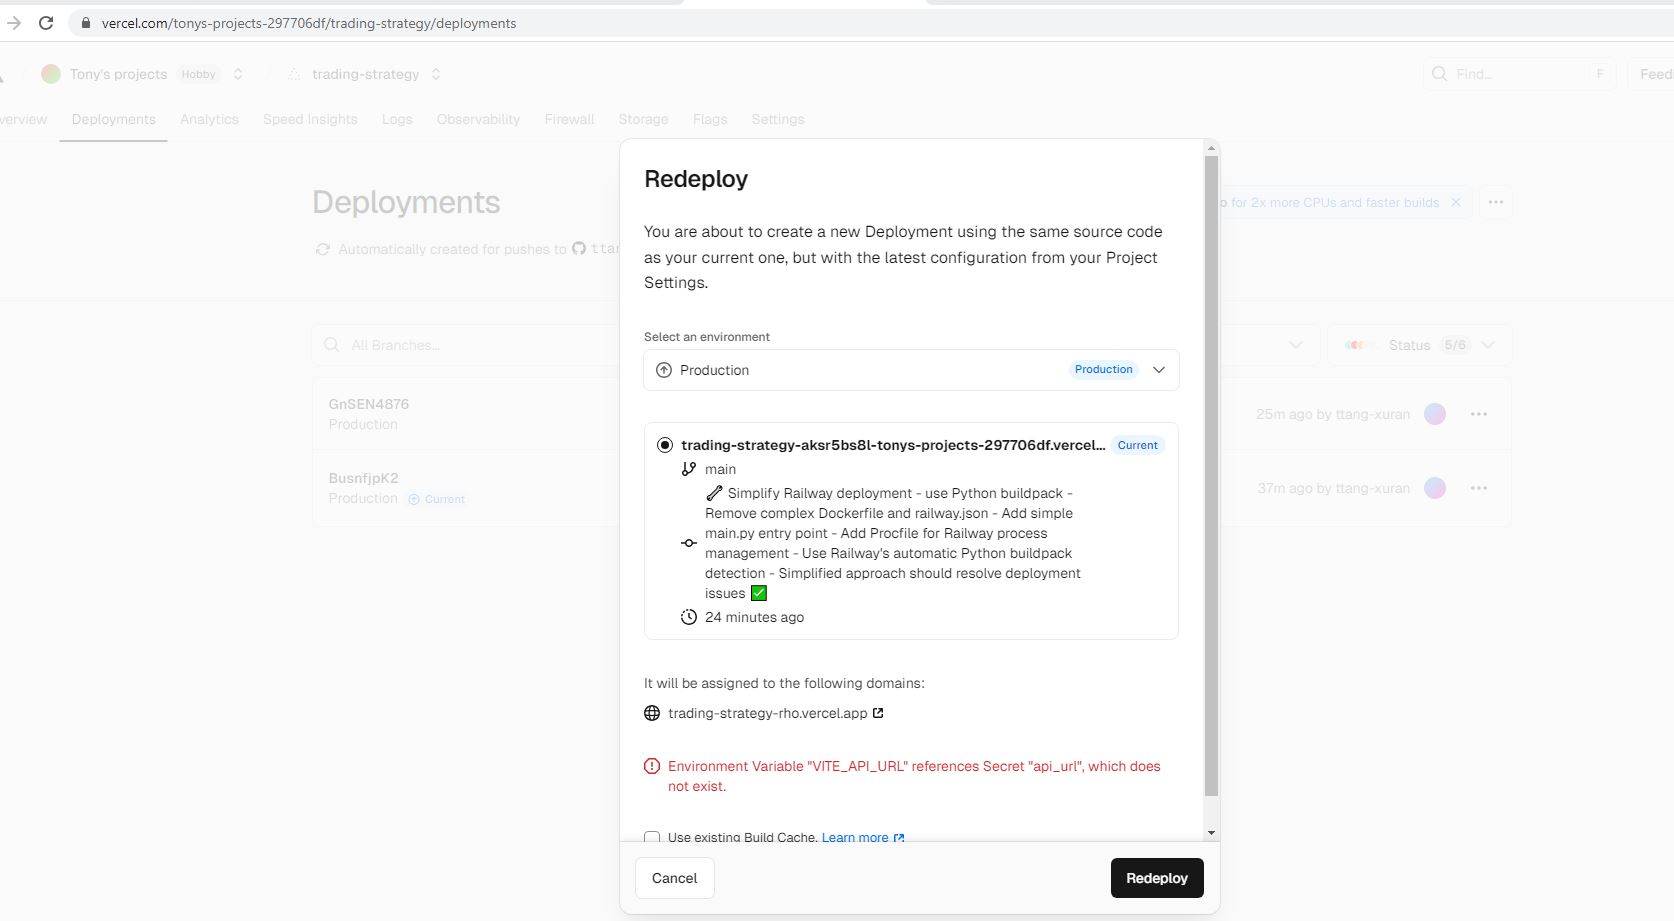 vercel.com/tonys-projects-297706df/trading-strategy/deployments
Tony's projects Hobby trading-strategy Find... F
Deployments Analytics Speed Insights Logs Observability Firewall Storage Flags Settings
Redeploy
Deployments
for 2x more CPUs and faster builds
You are about to create a new Deployment using the same source code
as your current one, but with the latest configuration from your Project
Settings.
Automatically created for pushes to
Select an environment
All Branches...
Status 5/6
Production Production
GnSEN4876
Production
25m ago by ttang-xuran
trading-strategy-aksr5bs8l-tonys-projects-297706df.vercel... Current
main
BusnfjpK2
Production Current
37m ago by ttang-xuran
Simplify Railway deployment - use Python buildpack -
Remove complex Dockerfile and railway.json - Add simple
main.py entry point - Add Procfile for Railway process
management - Use Railway's automatic Python buildpack
detection - Simplified approach should resolve deployment
issues ✅
24 minutes ago
It will be assigned to the following domains:
trading-strategy-rho.vercel.app
Environment Variable "VITE_API_URL" references Secret "api_url", which does
not exist.
Use existing Build Cache. Learn more
Cancel Redeploy